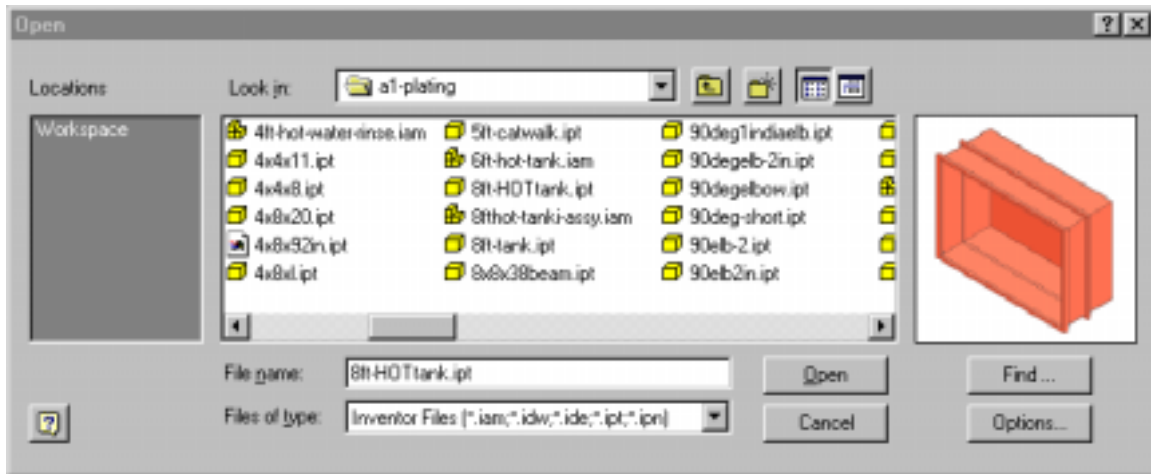 Open
Locations
Look in:
a1-plating
Workspace
4ft-hot-water-rinse.iam
4x4x11.ipt
4x4x8.ipt
4x8x20.ipt
4x8x92in.ipt
4x8xl.ipt
5ft-catwalk.ipt
6ft-hot-tank.iam
8ft-HOTtank.ipt
8fthot-tanki-assy.iam
8ft-tank.ipt
8x8x38beam.ipt
90deg1indiaelb.ipt
90degelb-2in.ipt
90degelbow.ipt
90deg-short.ipt
90elb-2.ipt
90elb2in.ipt
File name:
8ft-HOTtank.ipt
Open
Find ...
Files of type:
Inventor Files (*.iam;*.idw;*.ide;*.ipt;*.ipn)
Cancel
Options...